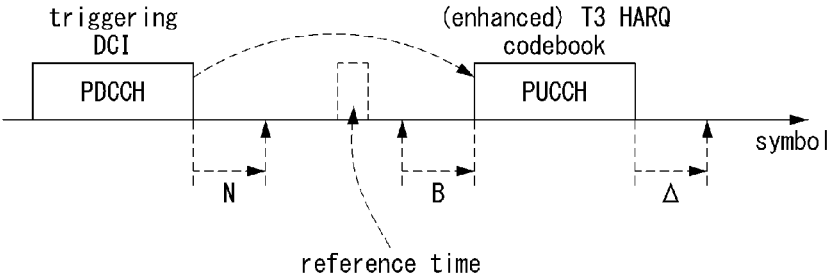 triggering
DCI
(enhanced) T3 HARQ
codebook
PDCCH
PUCCH
symbol
N
B
Δ
reference time